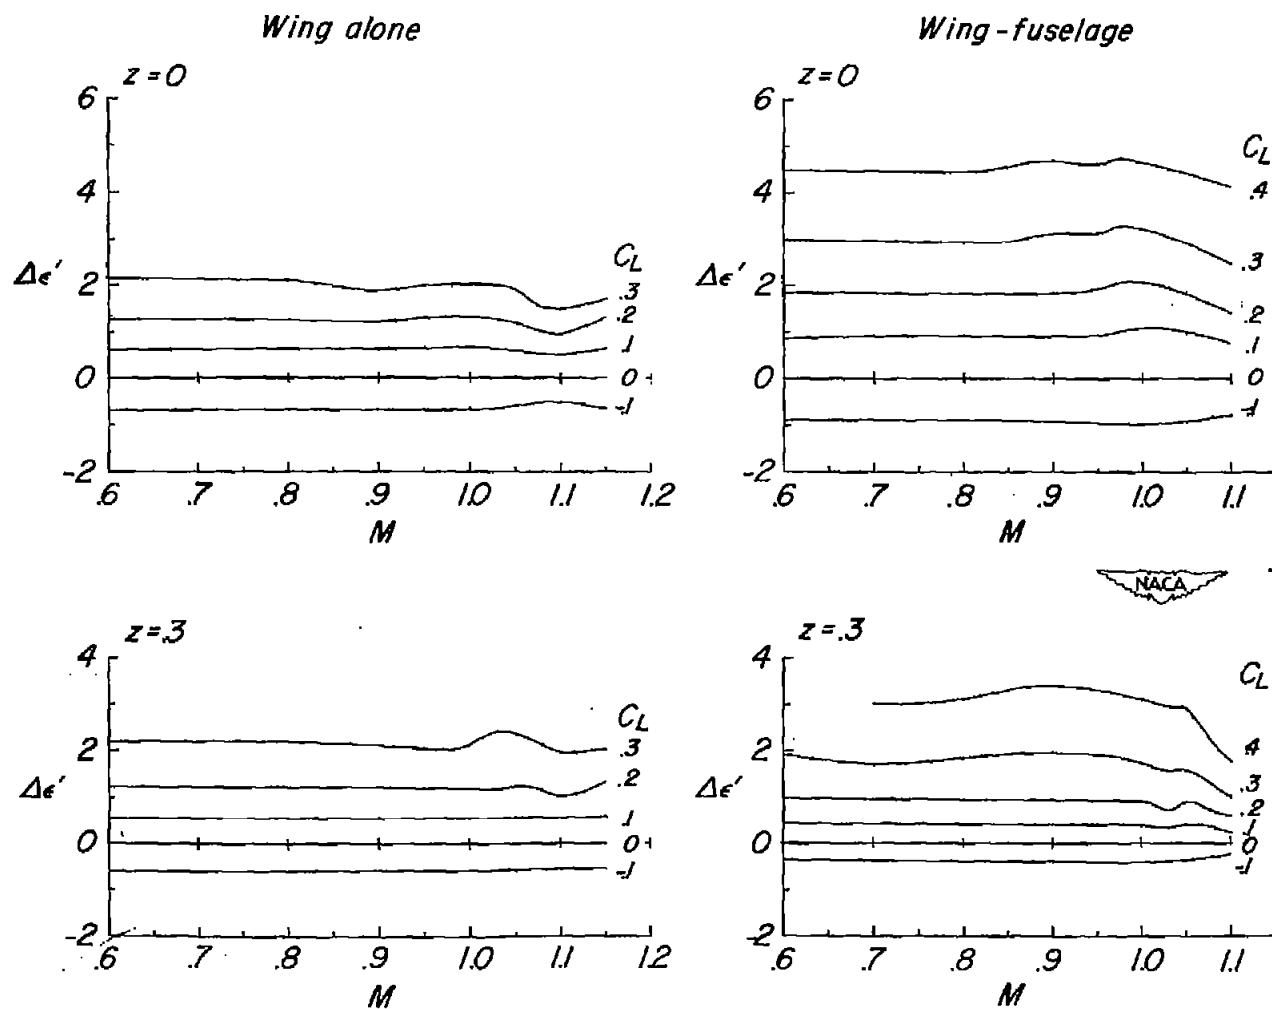 Wing alone
Wing-fuselage
z=0
6
4
2
0
-2
Δε'
C_L
.3
.2
.1
0
-.1
.6 .7 .8 .9 1.0 1.1 1.2
M
z=0
6
4
2
0
-2
Δε'
C_L
.4
.3
.2
.1
0
-.1
.6 .7 .8 .9 1.0 1.1
M
NACA
z=.3
4
2
0
-2
Δε'
C_L
.3
.2
.1
0
-.1
.6 .7 .8 .9 1.0 1.1 1.2
M
z=.3
4
2
0
-2
Δε'
C_L
.4
.3
.2
.1
0
-.1
.6 .7 .8 .9 1.0 1.1
M